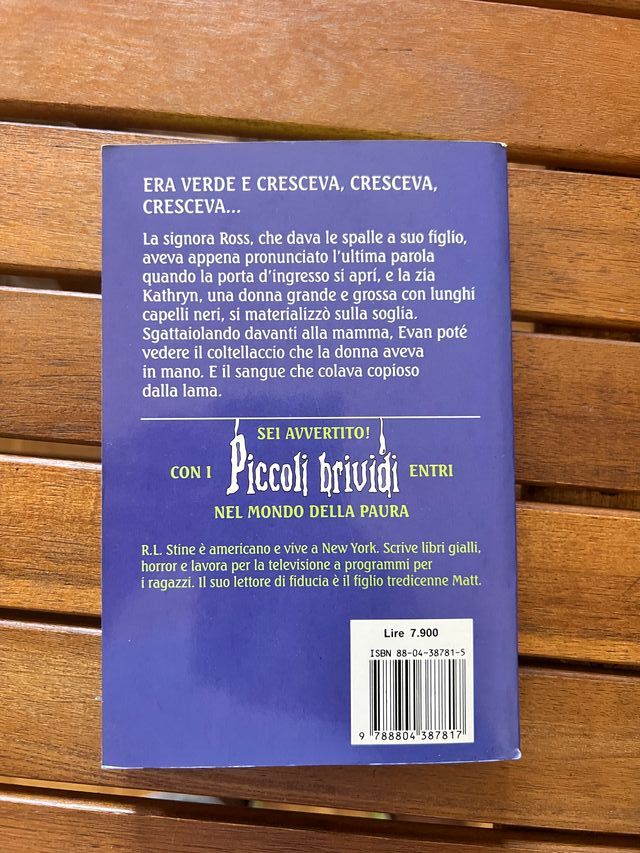 ERA VERDE E CRESCEVA, CRESCEVA,
CRESCEVA...
La signora Ross, che dava le spalle a suo figlio,
aveva appena pronunciato l'ultima parola
quando la porta d'ingresso si aprí, e la zia
Kathryn, una donna grande e grossa con lunghi
capelli neri, si materializzò sulla soglia.
Sgattaiolando davanti alla mamma, Evan poté
vedere il coltellaccio che la donna aveva
in mano. E il sangue che colava copioso
dalla lama.
SEI AVVERTITO!
CON I Piccoli brividi ENTRI
NEL MONDO DELLA PAURA
R.L. Stine è americano e vive a New York. Scrive libri gialli,
horror e lavora per la televisione a programmi per
i ragazzi. Il suo lettore di fiducia è il figlio tredicenne Matt.
Lire 7.900
ISBN 88-04-38781-5
9 788804 387817